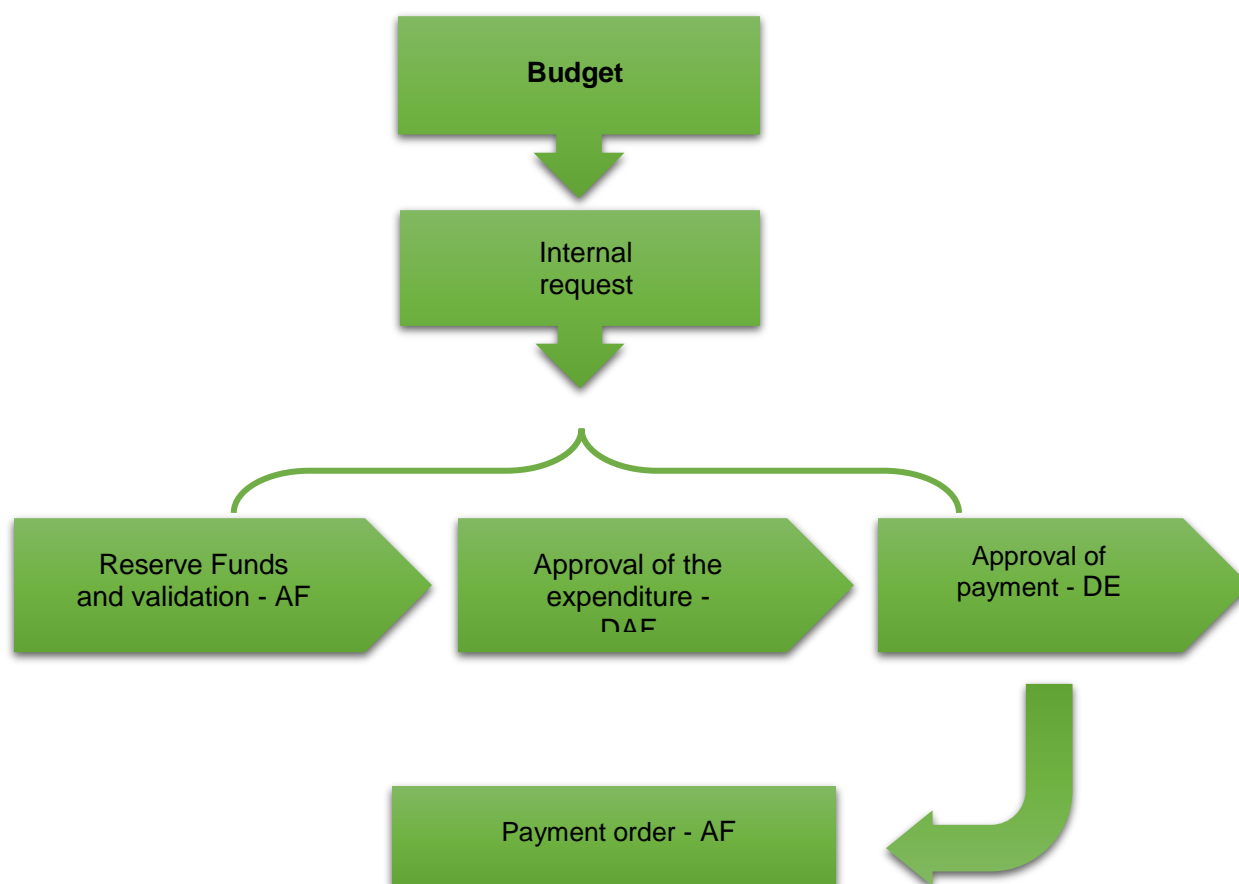 Budget
Internal
request
Reserve Funds
and validation - AF
Approval of the
expenditure -
Approval of
payment - DE
Payment order - AF